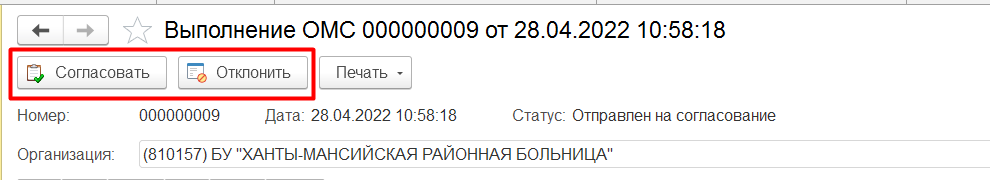 Выполнение ОМС 000000009 от 28.04.2022 10:58:18
Согласовать Отклонить Печать
Номер: 000000009 Дата: 28.04.2022 10:58:18 Статус: Отправлен на согласование
Организация: (810157) БУ "ХАНТЫ-МАНСИЙСКАЯ РАЙОННАЯ БОЛЬНИЦА"